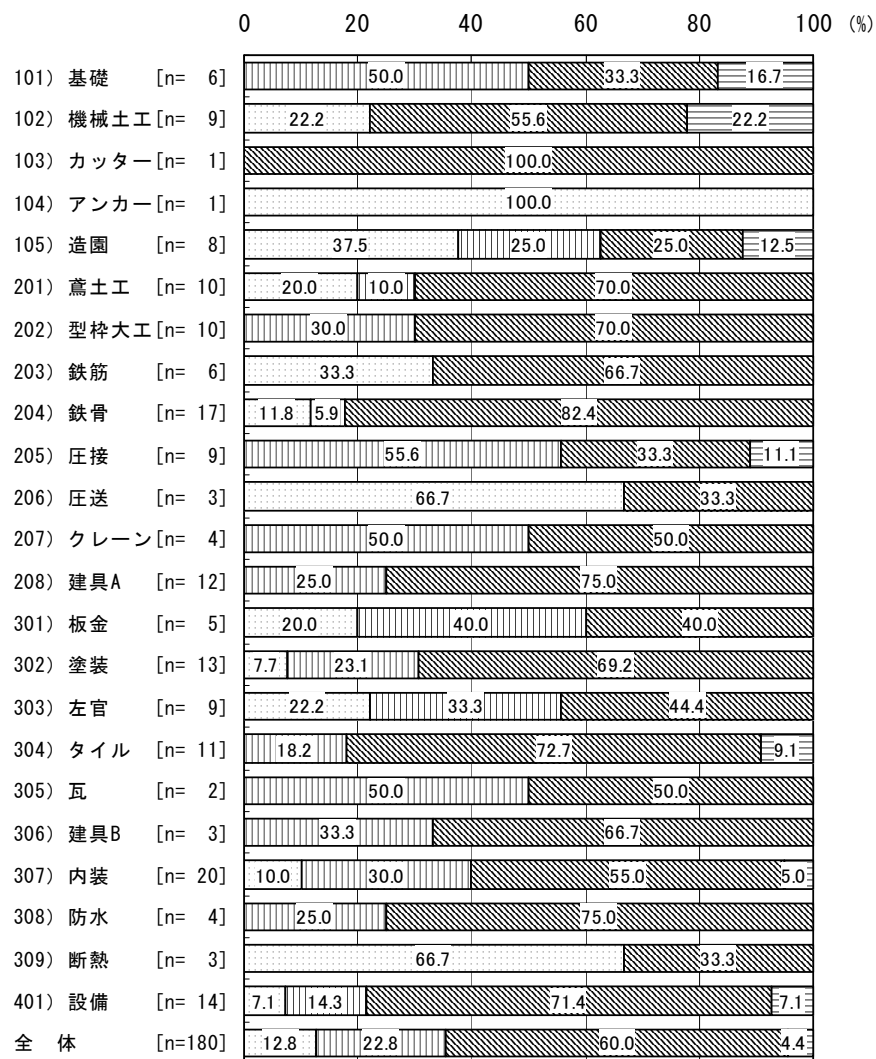 0 20 40 60 80 100 (%)
101) 基礎 [n= 6] 50.0 33.3 16.7
102) 機械土工[n= 9] 22.2 55.6 22.2
103) カッター[n= 1] 100.0
104) アンカー[n= 1] 100.0
105) 造園 [n= 8] 37.5 25.0 25.0 12.5
201) 鳶土工 [n= 10] 20.0 10.0 70.0
202) 型枠大工[n= 10] 30.0 70.0
203) 鉄筋 [n= 6] 33.3 66.7
204) 鉄骨 [n= 17] 11.8 5.9 82.4
205) 圧接 [n= 9] 55.6 33.3 11.1
206) 圧送 [n= 3] 66.7 33.3
207) クレーン[n= 4] 50.0 50.0
208) 建具A [n= 12] 25.0 75.0
301) 板金 [n= 5] 20.0 40.0 40.0
302) 塗装 [n= 13] 7.7 23.1 69.2
303) 左官 [n= 9] 22.2 33.3 44.4
304) タイル [n= 11] 18.2 72.7 9.1
305) 瓦 [n= 2] 50.0 50.0
306) 建具B [n= 3] 33.3 66.7
307) 内装 [n= 20] 10.0 30.0 55.0 5.0
308) 防水 [n= 4] 25.0 75.0
309) 断熱 [n= 3] 66.7 33.3
401) 設備 [n= 14] 7.1 14.3 71.4 7.1
全 体 [n=180] 12.8 22.8 60.0 4.4